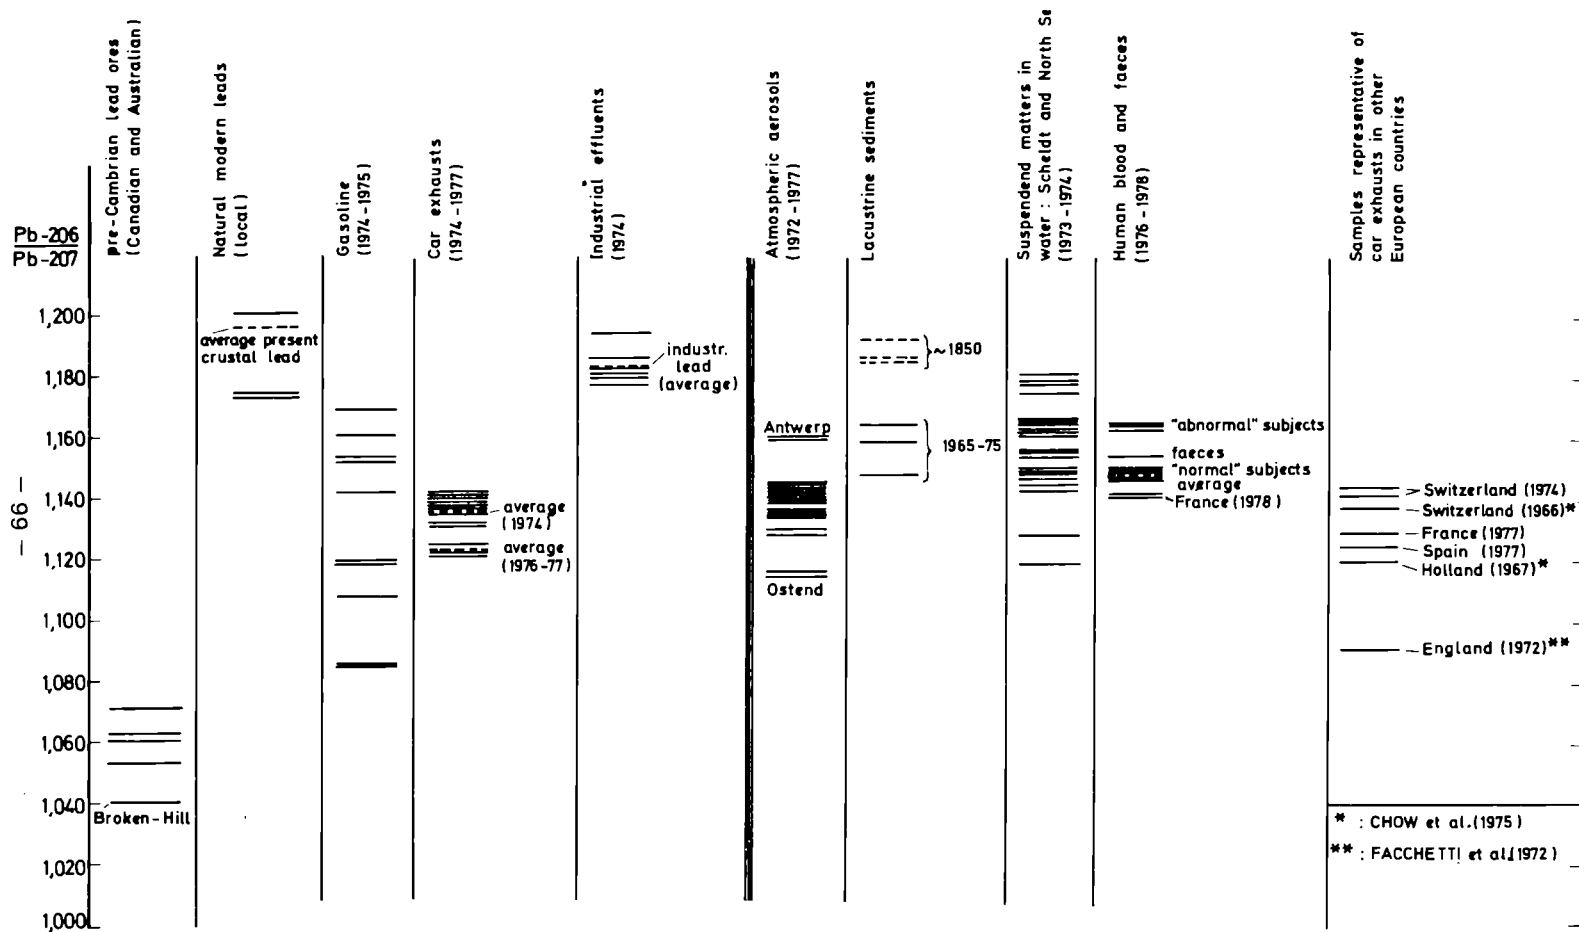 pre-Cambrian lead ores
(Canadian and Australian)
Natural modern leads
(local)
Gasoline
(1974-1975)
Car exhausts
(1974-1977)
Industrial effluents
(1974)
Atmospheric aerosols
(1972-1977)
Lacustrine sediments
Suspendend matters in
water : Scheldt and North Se
(1973-1974)
Human blood and faeces
(1976-1978)
Samples representative of
car exhausts in other
European countries
Pb-206
Pb-207
1,200
1,180
1,160
1,140
1,120
1,100
1,080
1,060
1,040
1,020
1,000
Broken-Hill
average present
crustal lead
average
(1974)
average
(1976-77)
industr.
lead
(average)
Antwerp
Ostend
~1850
1965-75
"abnormal" subjects
faeces
"normal" subjects
average
France (1978)
Switzerland (1974)
Switzerland (1966)*
France (1977)
Spain (1977)
Holland (1967)*
England (1972)**
* : CHOW et al.(1975)
** : FACCHETTI et al.(1972)
- 66 -